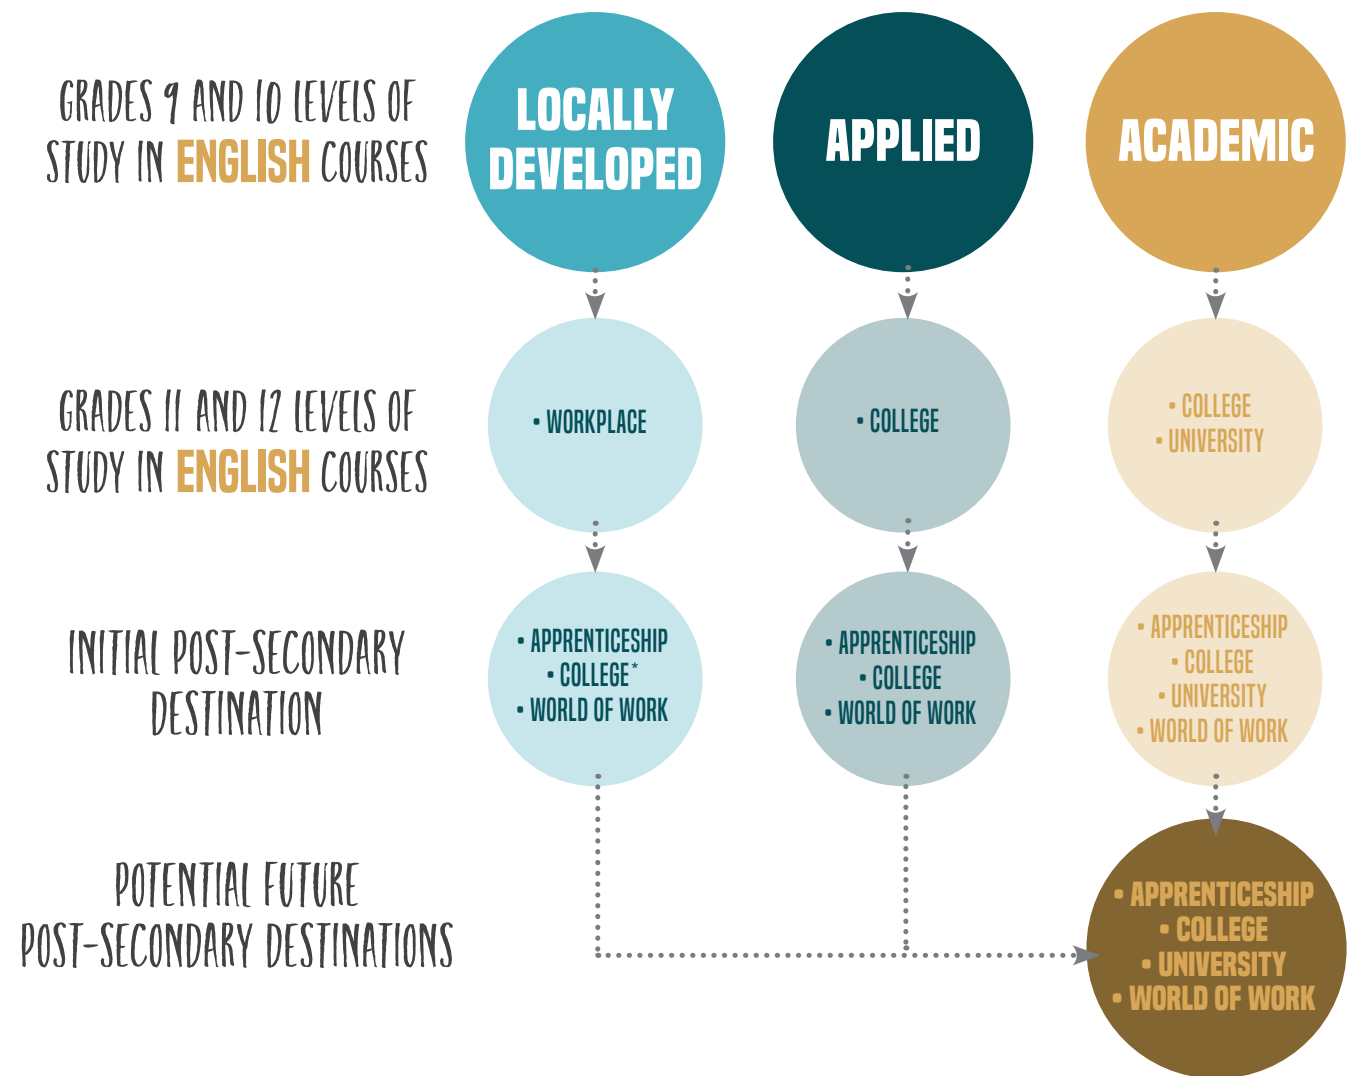 GRADES 9 AND 10 LEVELS OF
STUDY IN ENGLISH COURSES
LOCALLY
DEVELOPED
APPLIED
ACADEMIC
GRADES 11 AND 12 LEVELS OF
STUDY IN ENGLISH COURSES
• WORKPLACE
• COLLEGE
• COLLEGE
• UNIVERSITY
INITIAL POST-SECONDARY
DESTINATION
• APPRENTICESHIP
• COLLEGE*
• WORLD OF WORK
• APPRENTICESHIP
• COLLEGE
• WORLD OF WORK
• APPRENTICESHIP
• COLLEGE
• UNIVERSITY
• WORLD OF WORK
POTENTIAL FUTURE
POST-SECONDARY DESTINATIONS
• APPRENTICESHIP
• COLLEGE
• UNIVERSITY
• WORLD OF WORK